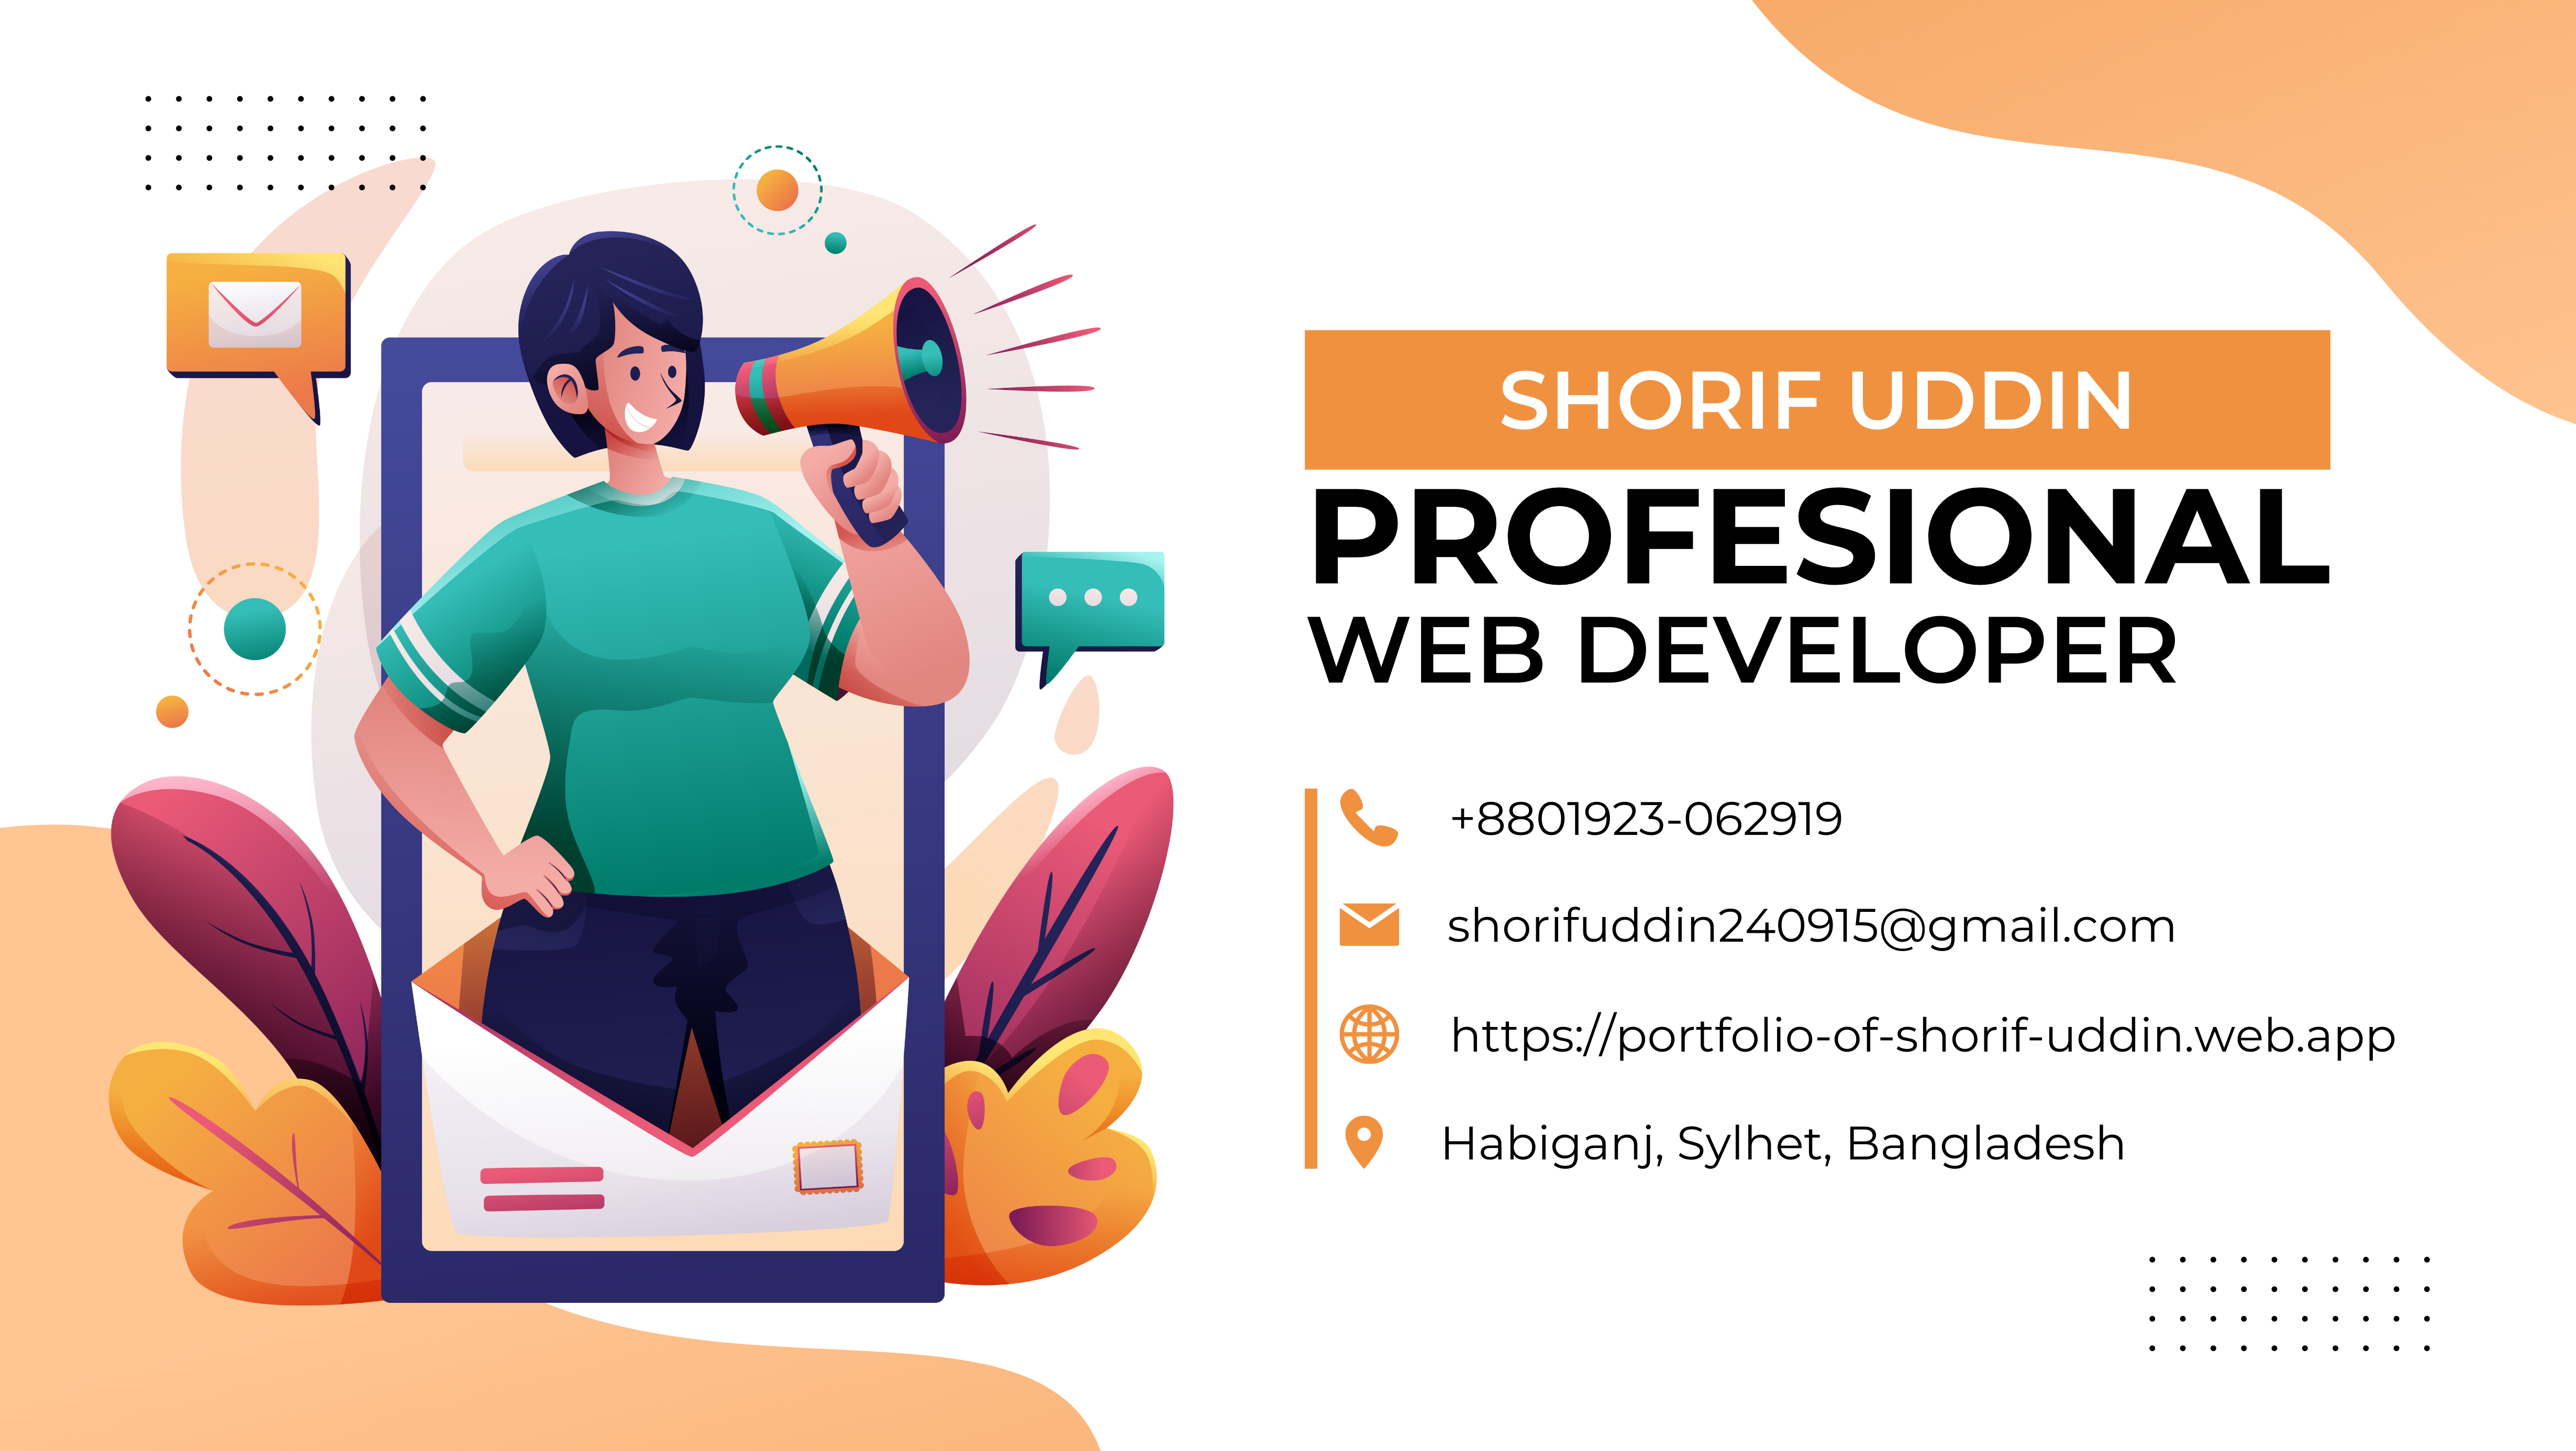 SHORIF UDDIN
PROFESIONAL
WEB DEVELOPER
+8801923-062919
shorifuddin240915@gmail.com
https://portfolio-of-shorif-uddin.web.app
Habiganj, Sylhet, Bangladesh